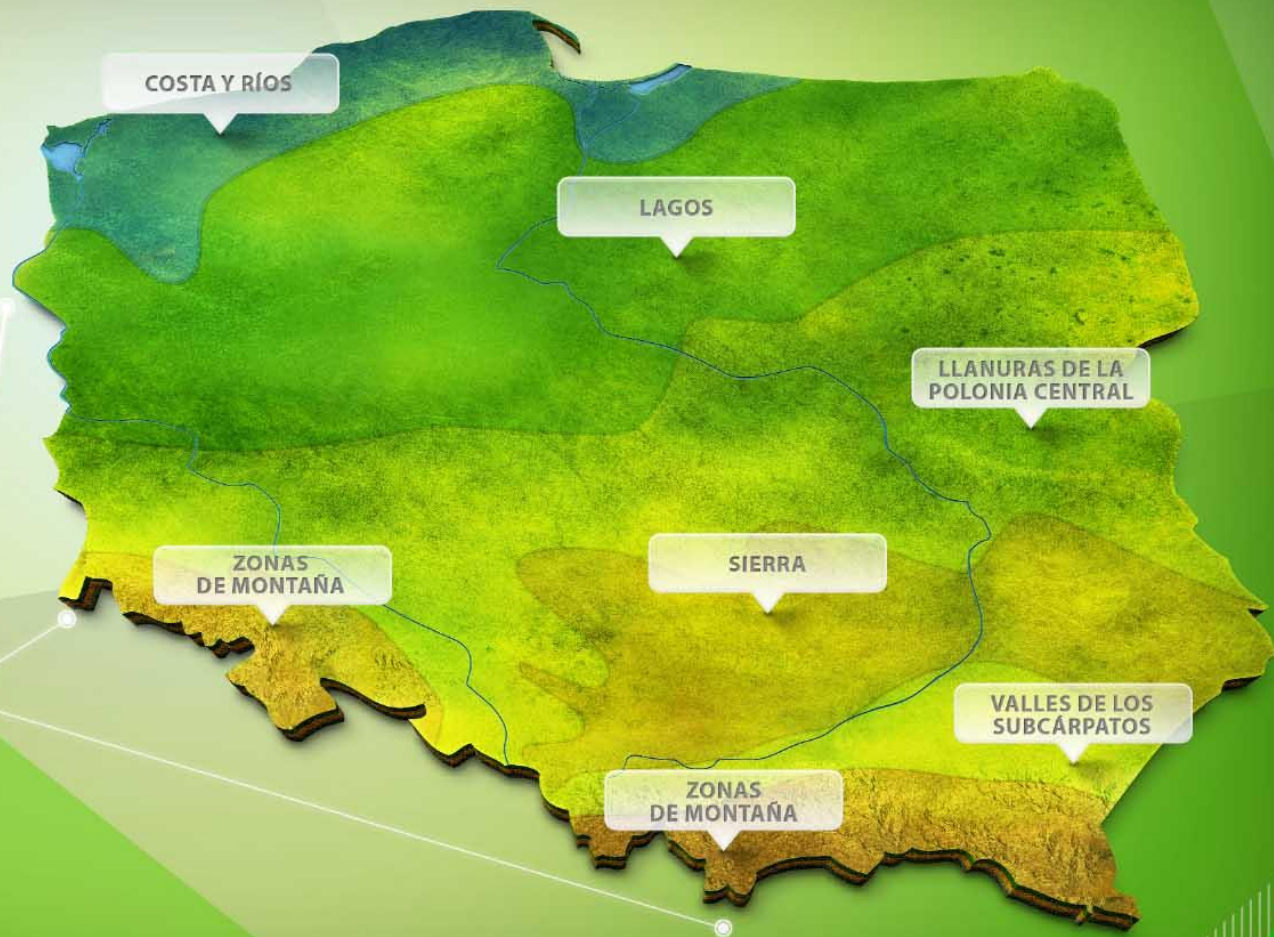 COSTA Y RÍOS
LAGOS
LLANURAS DE LA
POLONIA CENTRAL
ZONAS
DE MONTAÑA
SIERRA
VALLES DE LOS
SUBCÁRPATOS
ZONAS
DE MONTAÑA